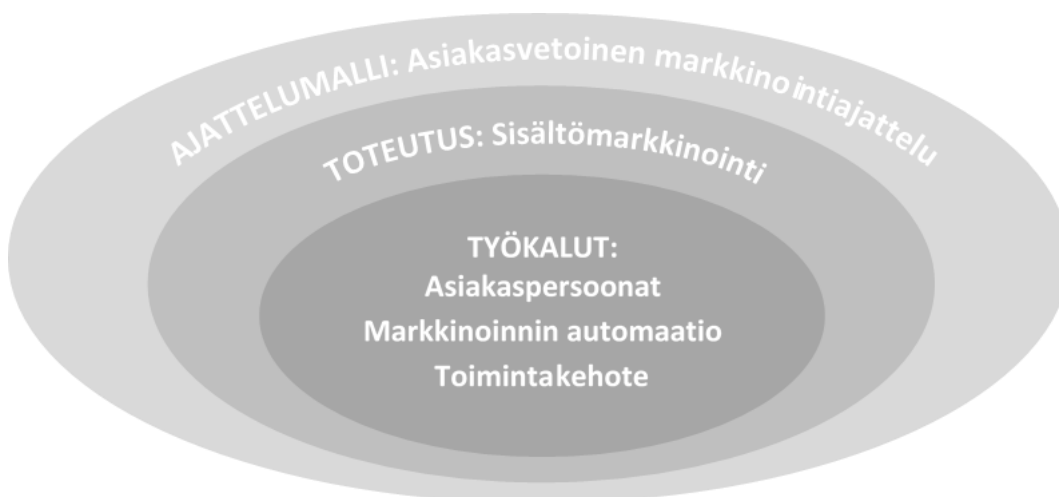 AJATTELUMALLI: Asiakasvetoinen markkinointiajattelu
TOTEUTUS: Sisältömarkkinointi
TYÖKALUT:
Asiakaspersoonat
Markkinoinnin automaatio
Toimintakehote